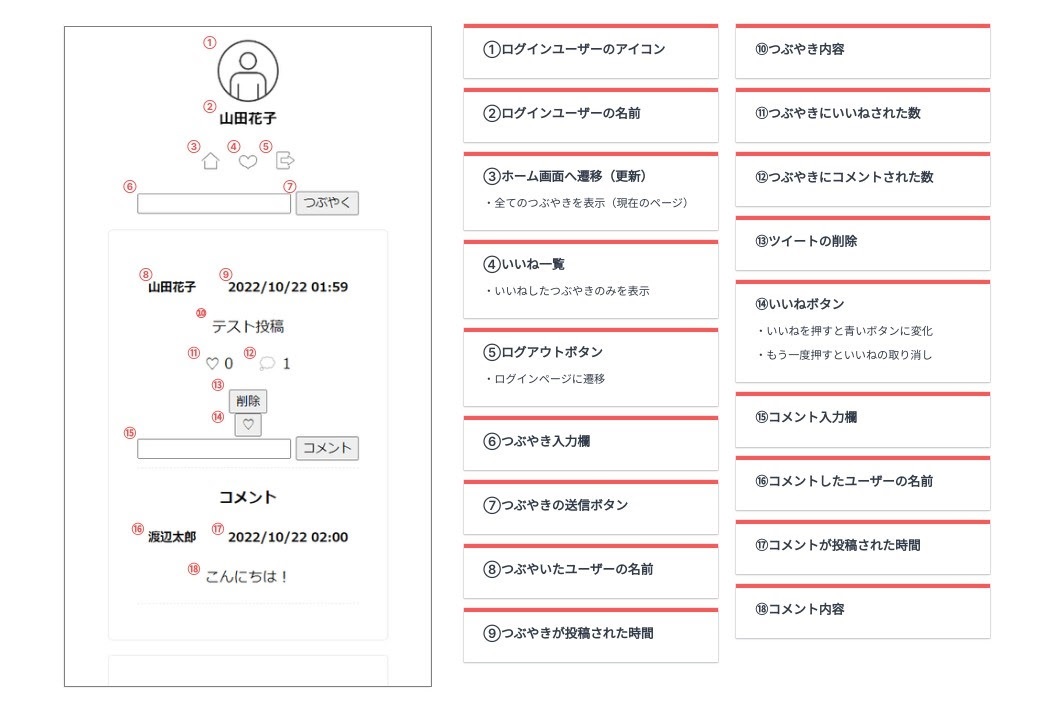 ①
②
山田花子
③ ④ ⑤
⑥ ⑦
つぶやく
⑧ ⑨
山田花子 2022/10/22 01:59
⑩
テスト投稿
⑪ ♡ 0 ⑫ 1
⑬
削除
⑭ ♡
⑮
コメント
コメント
⑯ 渡辺太郎 ⑰ 2022/10/22 02:00
⑱ こんにちは！
①ログインユーザーのアイコン
②ログインユーザーの名前
③ホーム画面へ遷移（更新）
・全てのつぶやきを表示（現在のページ）
④いいね一覧
・いいねしたつぶやきのみを表示
⑤ログアウトボタン
・ログインページに遷移
⑥つぶやき入力欄
⑦つぶやきの送信ボタン
⑧つぶやいたユーザーの名前
⑨つぶやきが投稿された時間
⑩つぶやき内容
⑪つぶやきにいいねされた数
⑫つぶやきにコメントされた数
⑬ツイートの削除
⑭いいねボタン
・いいねを押すと青いボタンに変化
・もう一度押すといいねの取り消し
⑮コメント入力欄
⑯コメントしたユーザーの名前
⑰コメントが投稿された時間
⑱コメント内容